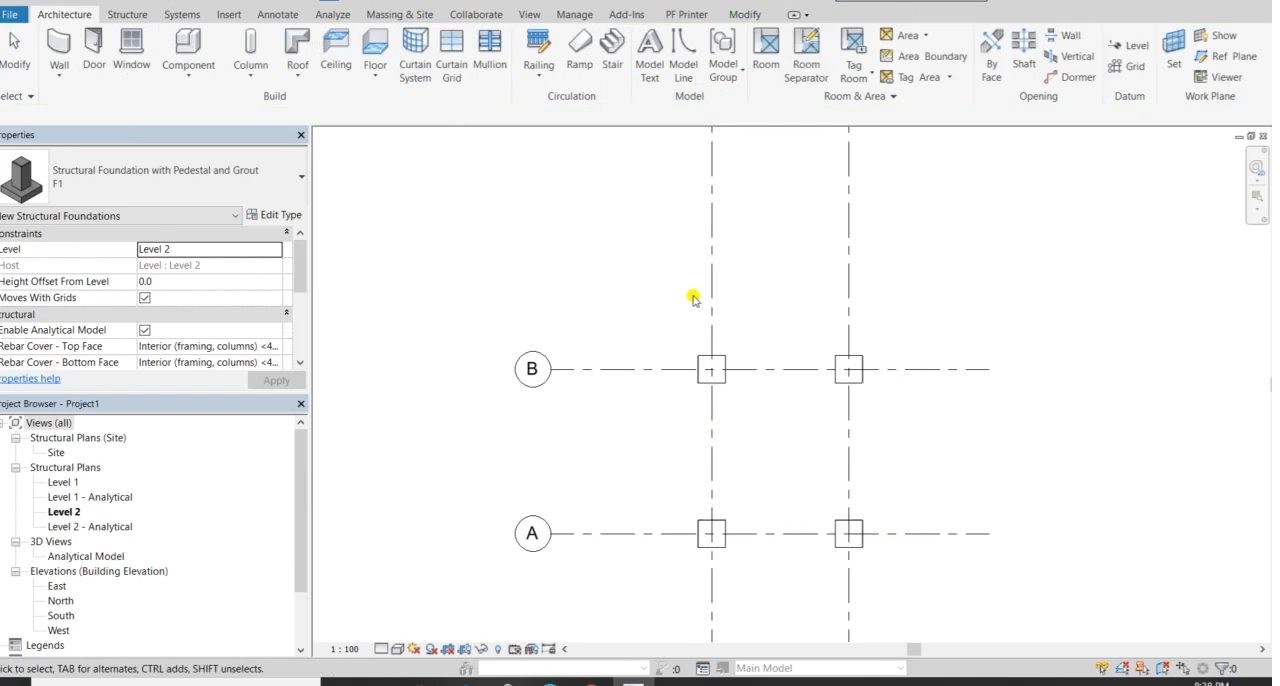 File Architecture Structure Systems Insert Annotate Analyze Massing & Site Collaborate View Manage Add-Ins PF Printer Modify
Modify Wall Door Window Component Column Roof Ceiling Floor Curtain System Curtain Grid Mullion Railing Ramp Stair Model Text Model Line Model Group Room Room Separator Tag Room Area Area Boundary Tag Area By Face Shaft Wall Vertical Dormer Level Grid Set Show Ref Plane Viewer
elect Build Circulation Model Room & Area Opening Datum Work Plane
roperties
Structural Foundation with Pedestal and Grout
F1
lew Structural Foundations Edit Type
onstraints
Level Level 2
Host Level : Level 2
Height Offset From Level 0.0
Moves With Grids
tructural
Enable Analytical Model
Rebar Cover - Top Face Interior (framing, columns) <4...
Rebar Cover - Bottom Face Interior (framing, columns) <4...
roperties help Apply
roject Browser - Project1
Views (all)
Structural Plans (Site)
Site
Structural Plans
Level 1
Level 1 - Analytical
Level 2
Level 2 - Analytical
3D Views
Analytical Model
Elevations (Building Elevation)
East
North
South
West
Legends
B
A
1 : 100
ick to select, TAB for alternates, CTRL adds, SHIFT unselects. :0 Main Model :0